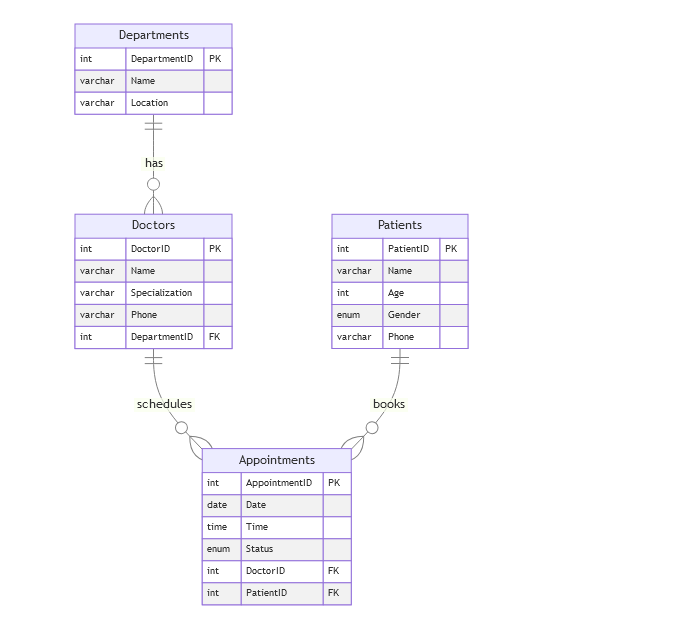 Departments
int DepartmentID PK
varchar Name
varchar Location
has
Doctors
int DoctorID PK
varchar Name
varchar Specialization
varchar Phone
int DepartmentID FK
Patients
int PatientID PK
varchar Name
int Age
enum Gender
varchar Phone
schedules
books
Appointments
int AppointmentID PK
date Date
time Time
enum Status
int DoctorID FK
int PatientID FK